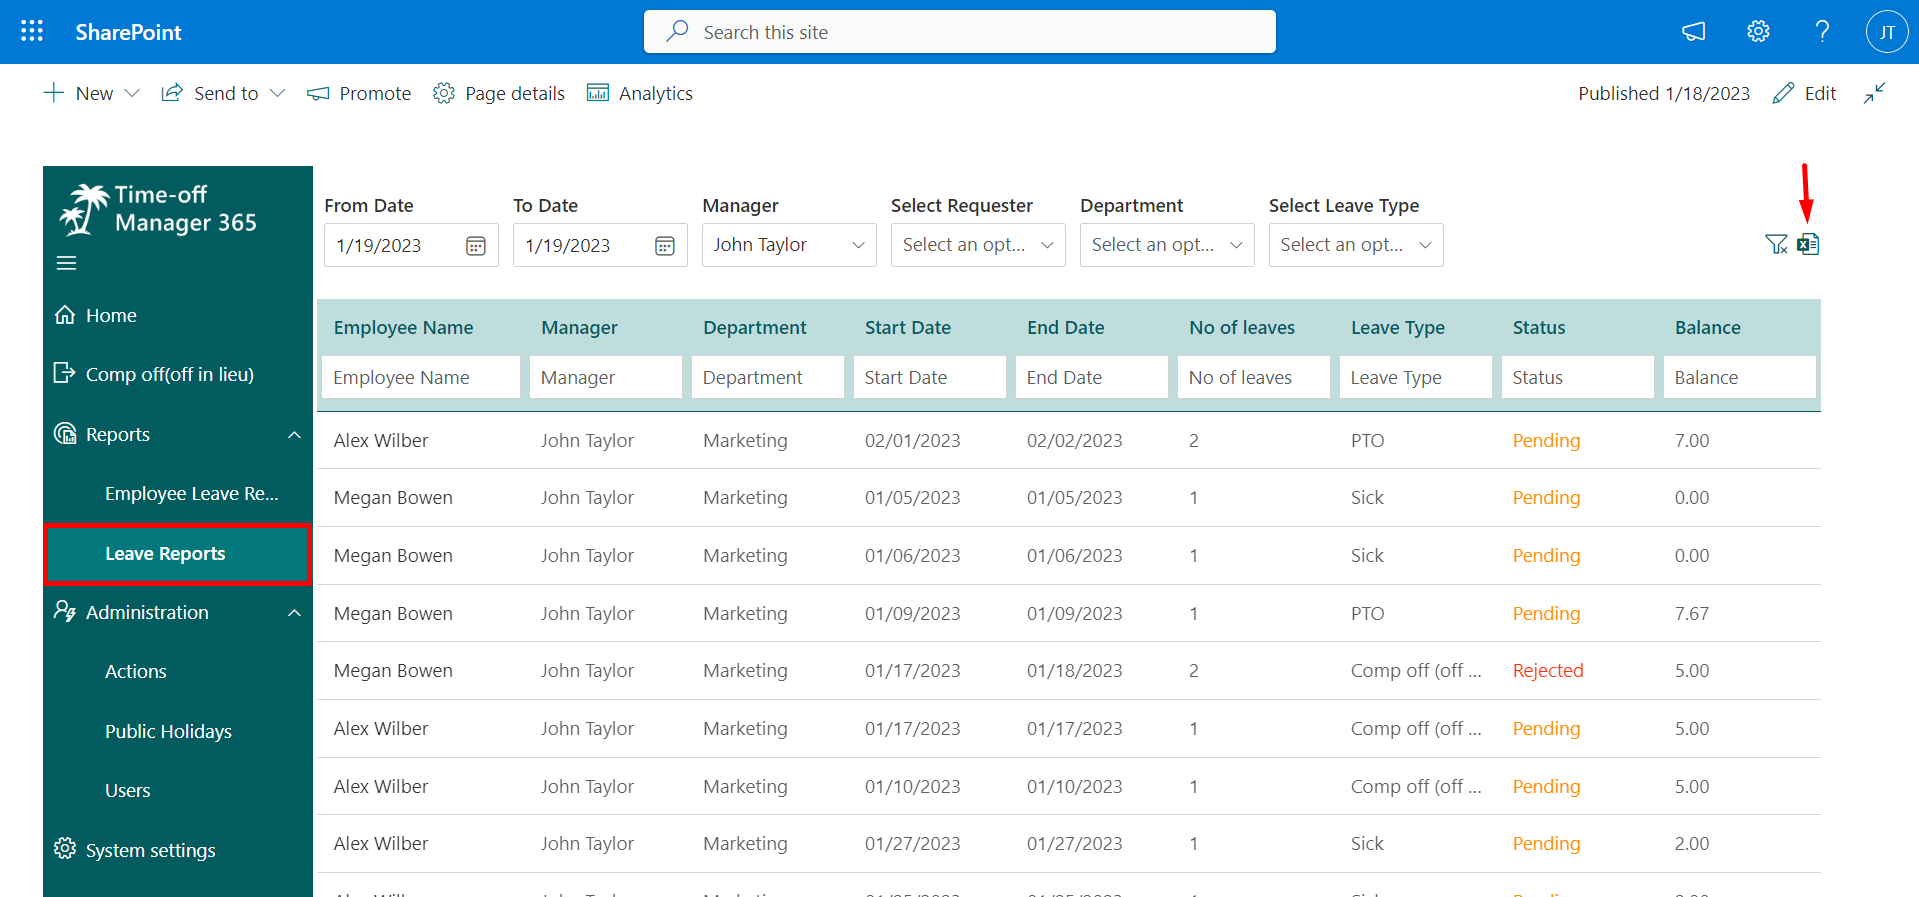 SharePoint
Search this site
JT
New
Send to
Promote
Page details
Analytics
Published 1/18/2023
Edit
Time-off
Manager 365
Home
Comp off(off in lieu)
Reports
Employee Leave Re...
Leave Reports
Administration
Actions
Public Holidays
Users
System settings
From Date To Date Manager Select Requester Department Select Leave Type
1/19/2023 1/19/2023 John Taylor Select an opt... Select an opt... Select an opt...
Employee Name Manager Department Start Date End Date No of leaves Leave Type Status Balance
Employee Name Manager Department Start Date End Date No of leaves Leave Type Status Balance
Alex Wilber John Taylor Marketing 02/01/2023 02/02/2023 2 PTO Pending 7.00
Megan Bowen John Taylor Marketing 01/05/2023 01/05/2023 1 Sick Pending 0.00
Megan Bowen John Taylor Marketing 01/06/2023 01/06/2023 1 Sick Pending 0.00
Megan Bowen John Taylor Marketing 01/09/2023 01/09/2023 1 PTO Pending 7.67
Megan Bowen John Taylor Marketing 01/17/2023 01/18/2023 2 Comp off (off ... Rejected 5.00
Alex Wilber John Taylor Marketing 01/17/2023 01/17/2023 1 Comp off (off ... Pending 5.00
Alex Wilber John Taylor Marketing 01/10/2023 01/10/2023 1 Comp off (off ... Pending 5.00
Alex Wilber John Taylor Marketing 01/27/2023 01/27/2023 1 Sick Pending 2.00